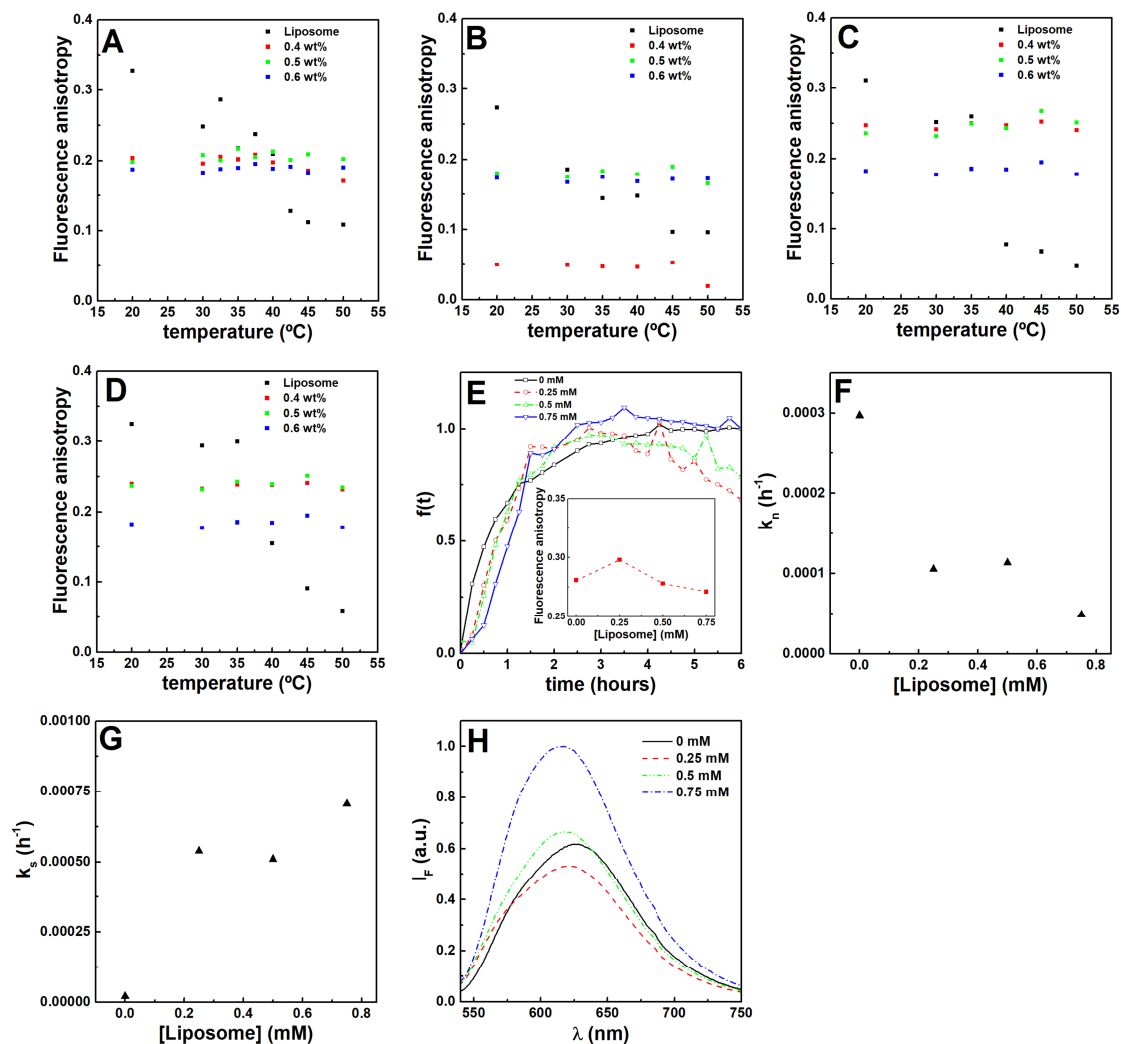 A
Liposome
0.4 wt%
0.5 wt%
0.6 wt%
Fluorescence anisotropy
0.4
0.3
0.2
0.1
0.0
15 20 25 30 35 40 45 50 55
temperature (ºC)
B
Liposome
0.4 wt%
0.5 wt%
0.6 wt%
Fluorescence anisotropy
0.4
0.3
0.2
0.1
0.0
15 20 25 30 35 40 45 50 55
temperature (ºC)
C
Liposome
0.4 wt%
0.5 wt%
0.6 wt%
Fluorescence anisotropy
0.4
0.3
0.2
0.1
0.0
15 20 25 30 35 40 45 50 55
temperature (ºC)
D
Liposome
0.4 wt%
0.5 wt%
0.6 wt%
Fluorescence anisotropy
0.4
0.3
0.2
0.1
0.0
15 20 25 30 35 40 45 50 55
temperature (ºC)
E
0 mM
0.25 mM
0.5 mM
0.75 mM
f(t)
1.0
0.5
0.0
0 1 2 3 4 5 6
time (hours)
Fluorescence anisotropy
0.35
0.30
0.25
0.00 0.25 0.50 0.75
[Liposome] (mM)
F
kn (h-1)
0.0003
0.0002
0.0001
0.0000
0.0 0.2 0.4 0.6 0.8
[Liposome] (mM)
G
ks (h-1)
0.00100
0.00075
0.00050
0.00025
0.00000
0.0 0.2 0.4 0.6 0.8
[Liposome] (mM)
H
0 mM
0.25 mM
0.5 mM
0.75 mM
IF (a.u.)
1.0
0.8
0.6
0.4
0.2
0.0
550 600 650 700 750
λ (nm)